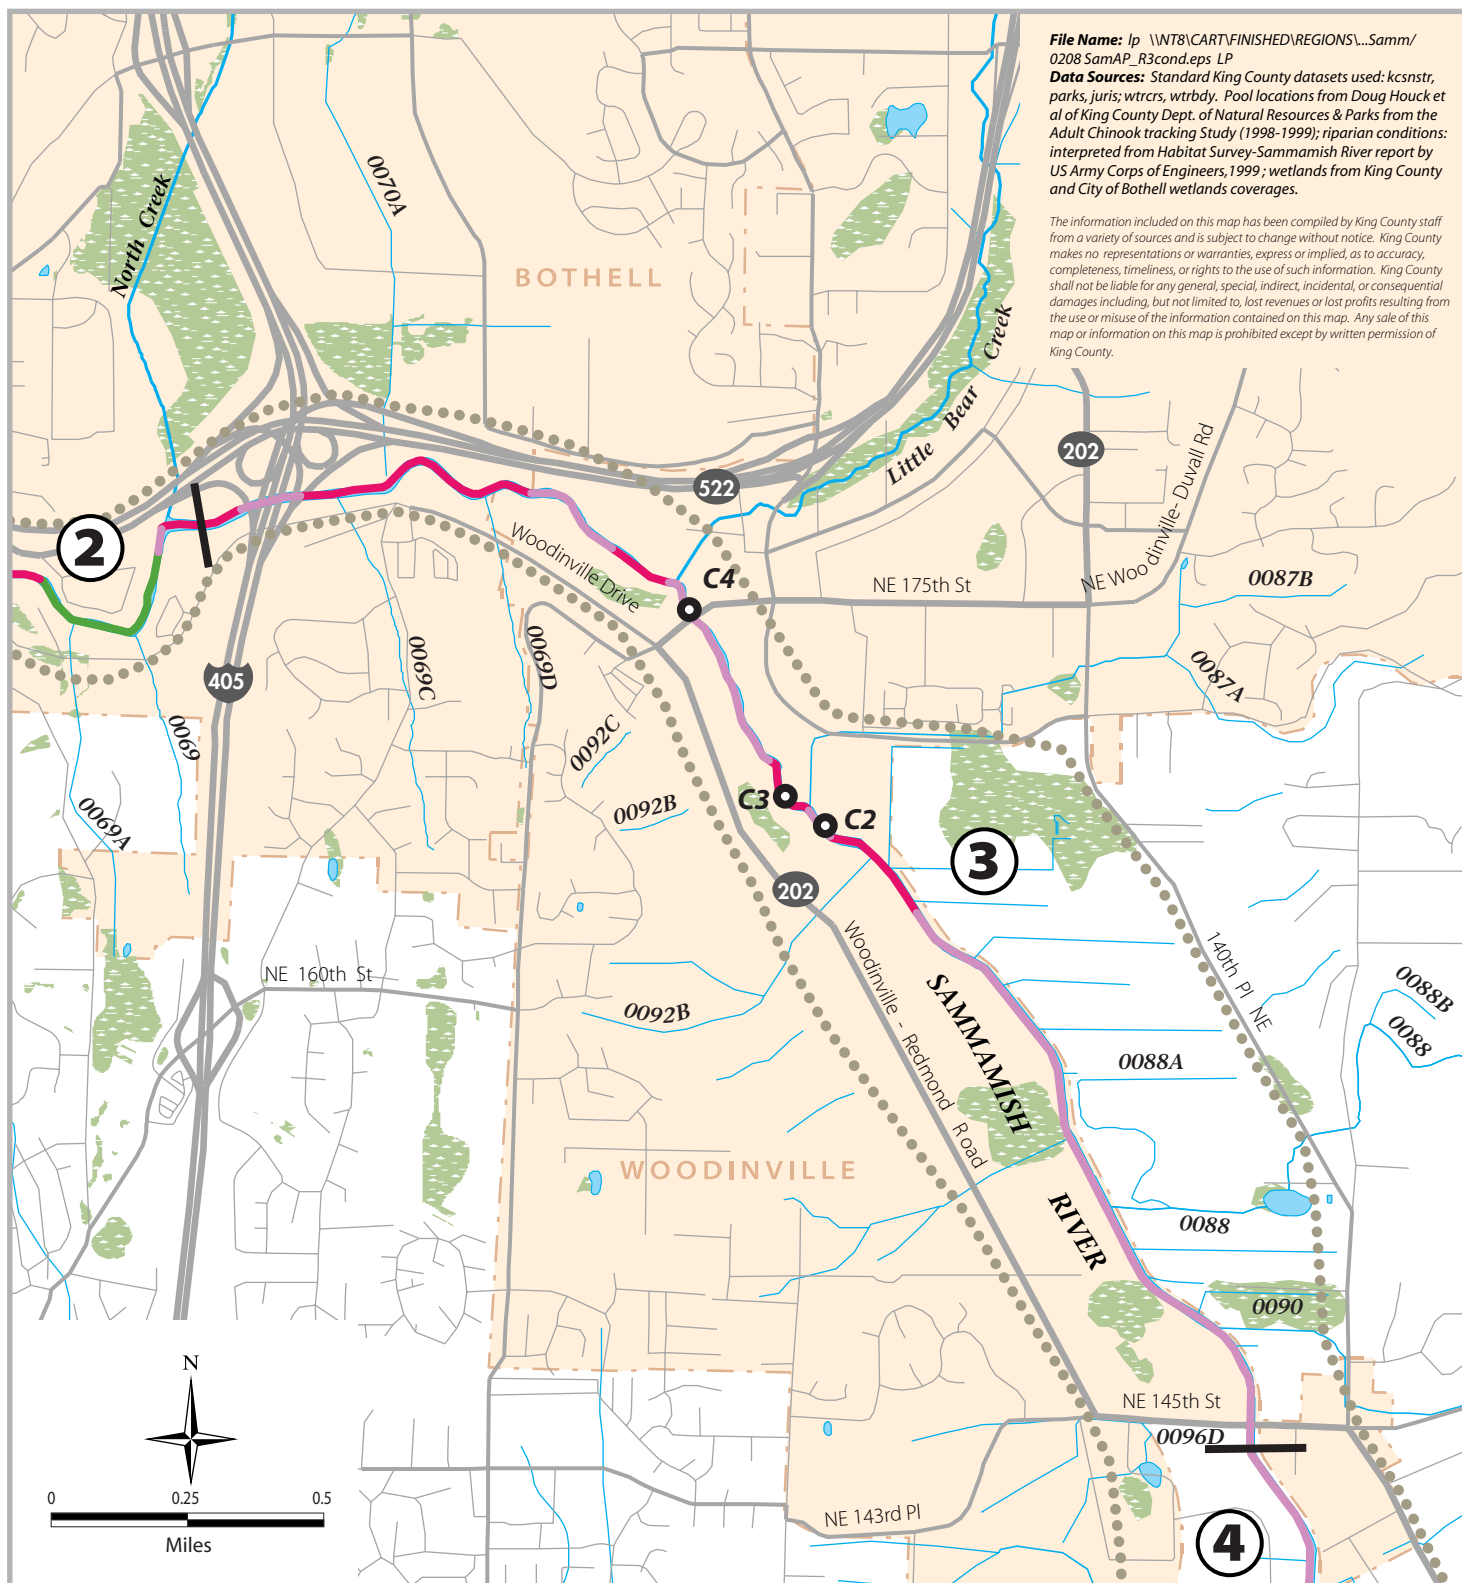 File Name: lp \\NT8\CART\FINISHED\REGIONS\...Samm/
0208 SamAP_R3cond.eps LP
Data Sources: Standard King County datasets used: kcsnstr,
parks, juris; wtrcrs, wtrbdy. Pool locations from Doug Houck et
al of King County Dept. of Natural Resources & Parks from the
Adult Chinook tracking Study (1998-1999); riparian conditions:
interpreted from Habitat Survey-Sammamish River report by
US Army Corps of Engineers,1999 ; wetlands from King County
and City of Bothell wetlands coverages.
The information included on this map has been compiled by King County staff
from a variety of sources and is subject to change without notice. King County
makes no representations or warranties, express or implied, as to accuracy,
completeness, timeliness, or rights to the use of such information. King County
shall not be liable for any general, special, indirect, incidental, or consequential
damages including, but not limited to, lost revenues or lost profits resulting from
the use or misuse of the information contained on this map. Any sale of this
map or information on this map is prohibited except by written permission of
King County.
North Creek
0070A
BOTHELL
Little Bear Creek
202
NE Woodinville- Duvall Rd
522
2
Woodinville Drive
C4
NE 175th St
0087B
0087A
405
0069C
0069D
0069
0069A
0092C
0092B
C3
C2
3
202
NE 160th St
0092B
Woodinville - Redmond Road
SAMMAMISH
RIVER
140th Pl NE
0088B
0088
0088A
WOODINVILLE
0088
0090
N
NE 145th St
0096D
NE 143rd Pl
4
0 0.25 0.5
Miles